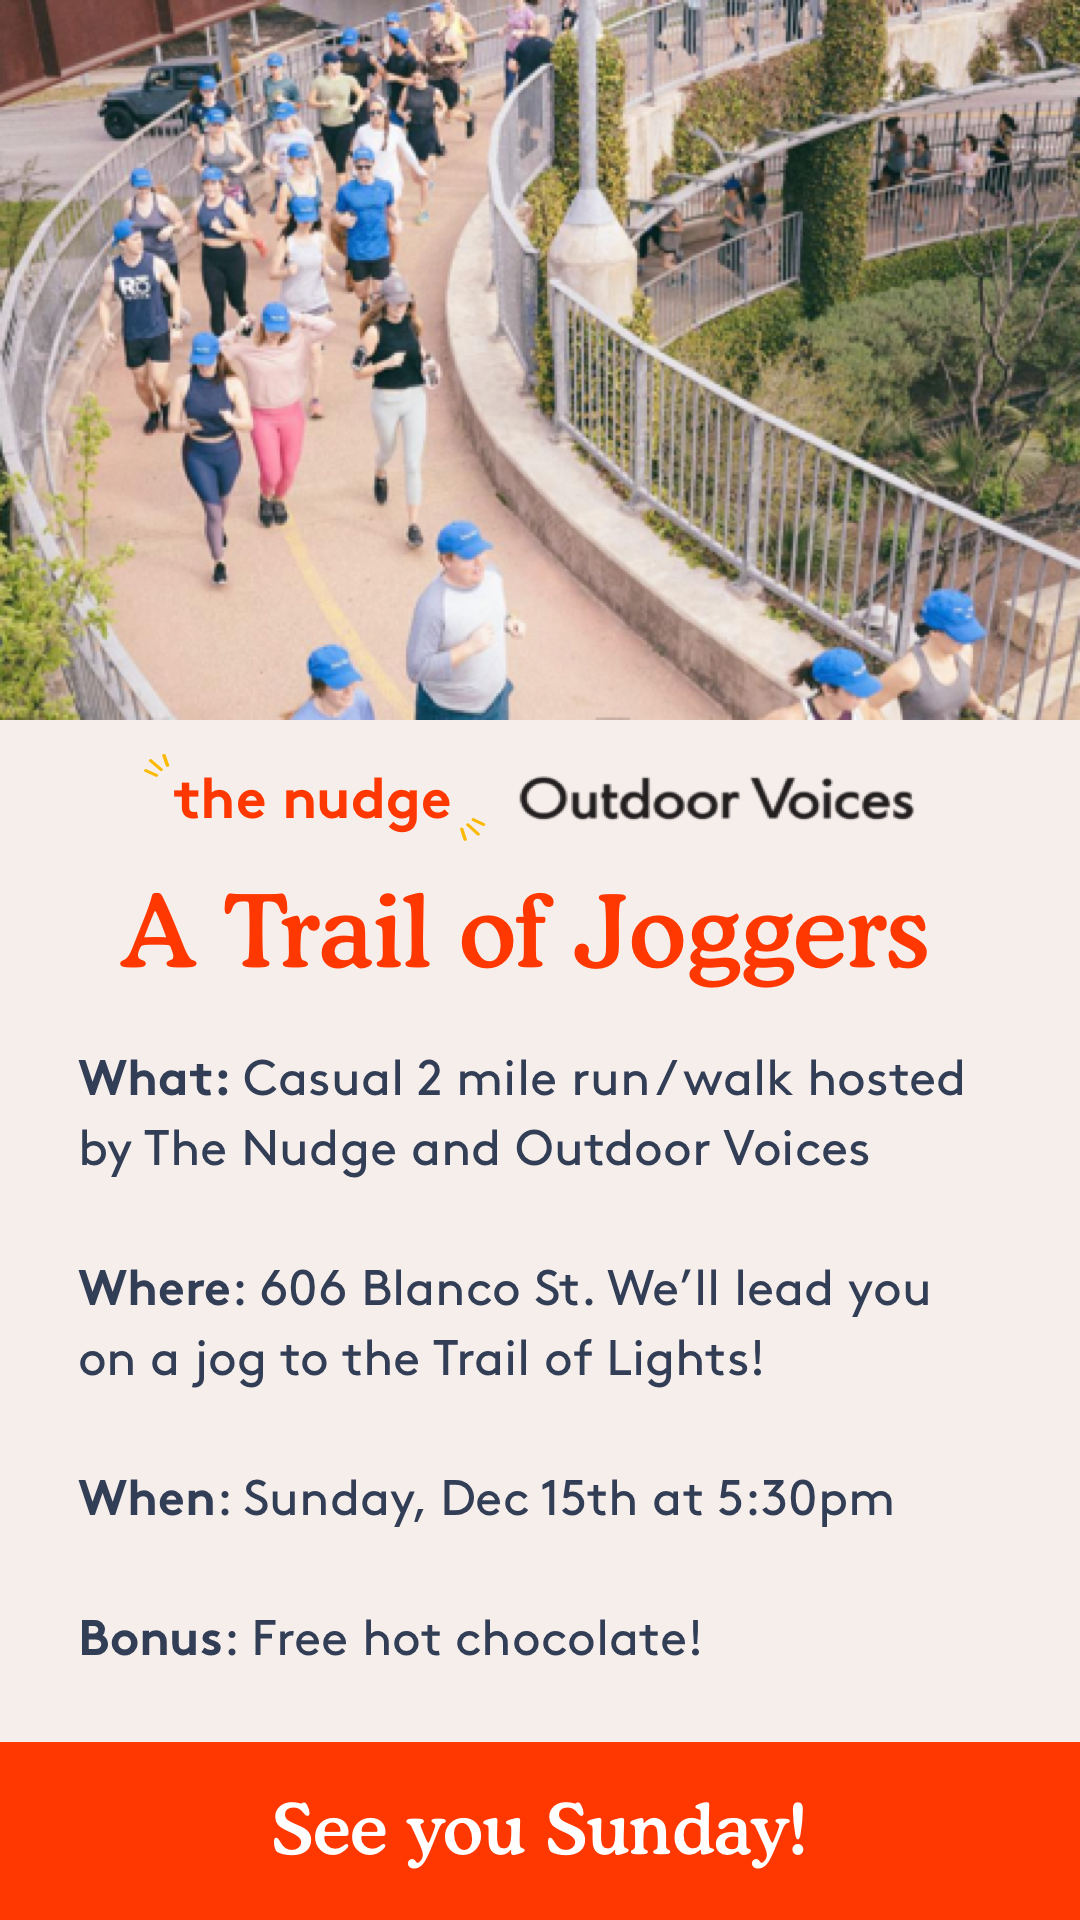 the nudge Outdoor Voices
A Trail of Joggers
What: Casual 2 mile run/walk hosted
by The Nudge and Outdoor Voices
Where: 606 Blanco St. We’ll lead you
on a jog to the Trail of Lights!
When: Sunday, Dec 15th at 5:30pm
Bonus: Free hot chocolate!
See you Sunday!